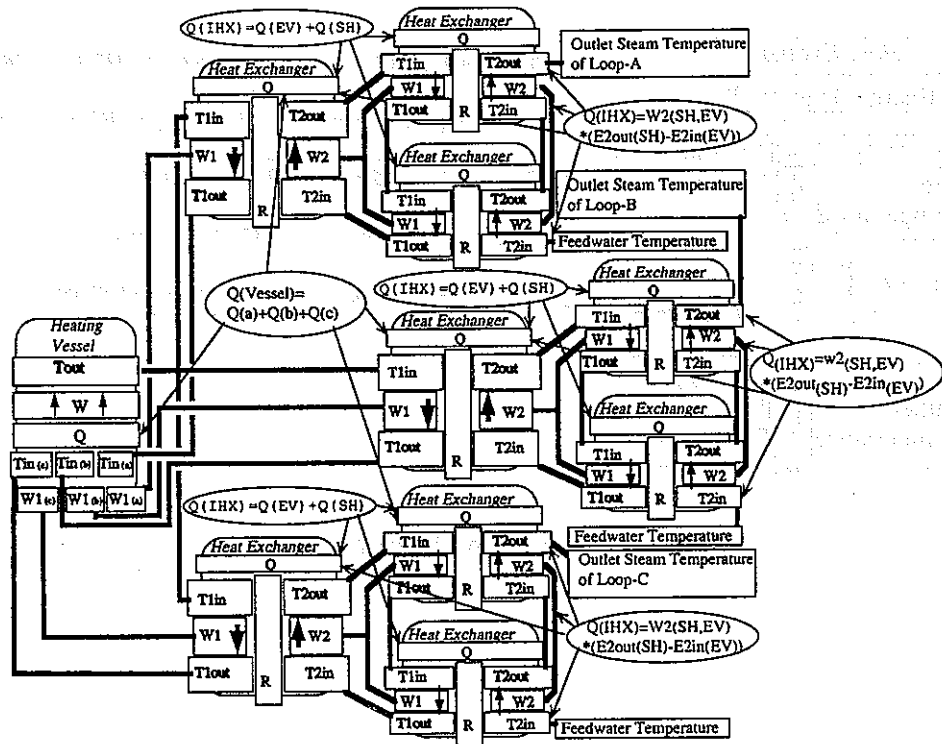 Q(IHX)=Q(EV)+Q(SH)
Heat Exchanger
Q
T1in
T2out
W1
W2
T1out
T2in
R
Outlet Steam Temperature
of Loop-A
Heat Exchanger
Q
T1in
T2out
W1
W2
T1out
T2in
R
Q(IHX)=W2(SH,EV)
*(E2out(SH)-E2in(EV))
Heat Exchanger
Q
T1in
T2out
W1
W2
T1out
T2in
R
Outlet Steam Temperature
of Loop-B
Feedwater Temperature
Q(Vessel)=
Q(a)+Q(b)+Q(c)
Q(IHX)=Q(EV)+Q(SH)
Heat Exchanger
Q
T1in
T2out
W1
W2
T1out
T2in
R
Heating
Vessel
Tout
W
Q
Tin(c)
Tin(b)
Tin(a)
W1(c)
W1(b)
W1(a)
Heat Exchanger
Q
T1in
T2out
W1
W2
T1out
T2in
R
Q(IHX)=w2(SH,EV)
*(E2out(SH)-E2in(EV))
Heat Exchanger
Q
T1in
T2out
W1
W2
T1out
T2in
R
Feedwater Temperature
Q(IHX)=Q(EV)+Q(SH)
Heat Exchanger
Q
T1in
T2out
W1
W2
T1out
T2in
R
Outlet Steam Temperature
of Loop-C
Heat Exchanger
Q
T1in
T2out
W1
W2
T1out
T2in
R
Q(IHX)=W2(SH,EV)
*(E2out(SH)-E2in(EV))
Heat Exchanger
Q
T1in
T2out
W1
W2
T1out
T2in
R
Feedwater Temperature